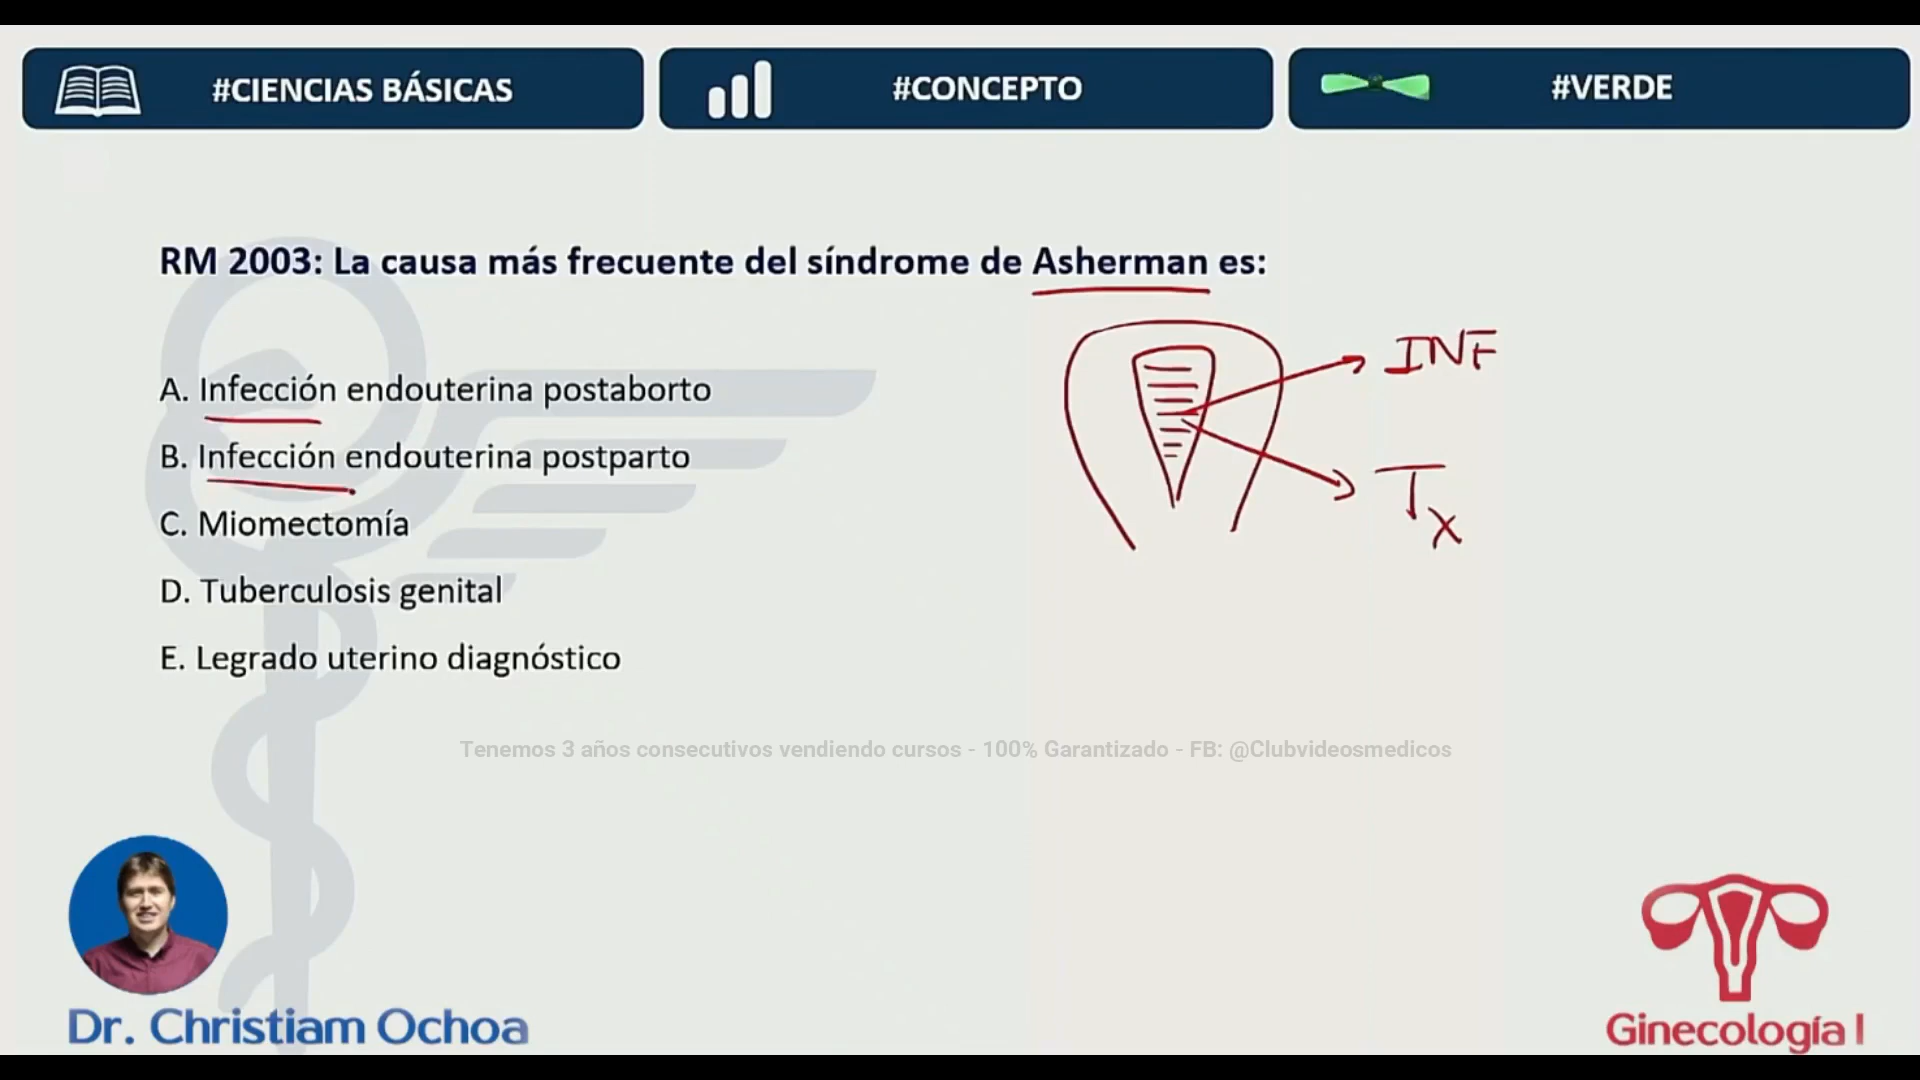 #CIENCIAS BÁSICAS
#CONCEPTO
#VERDE
RM 2003: La causa más frecuente del síndrome de Asherman es:
A. Infección endouterina postaborto
B. Infección endouterina postparto
C. Miomectomía
D. Tuberculosis genital
E. Legrado uterino diagnóstico
INF
Tx
Tenemos 3 años consecutivos vendiendo cursos - 100% Garantizado - FB: @Clubvideosmedicos
Dr. Christiam Ochoa
Ginecología I